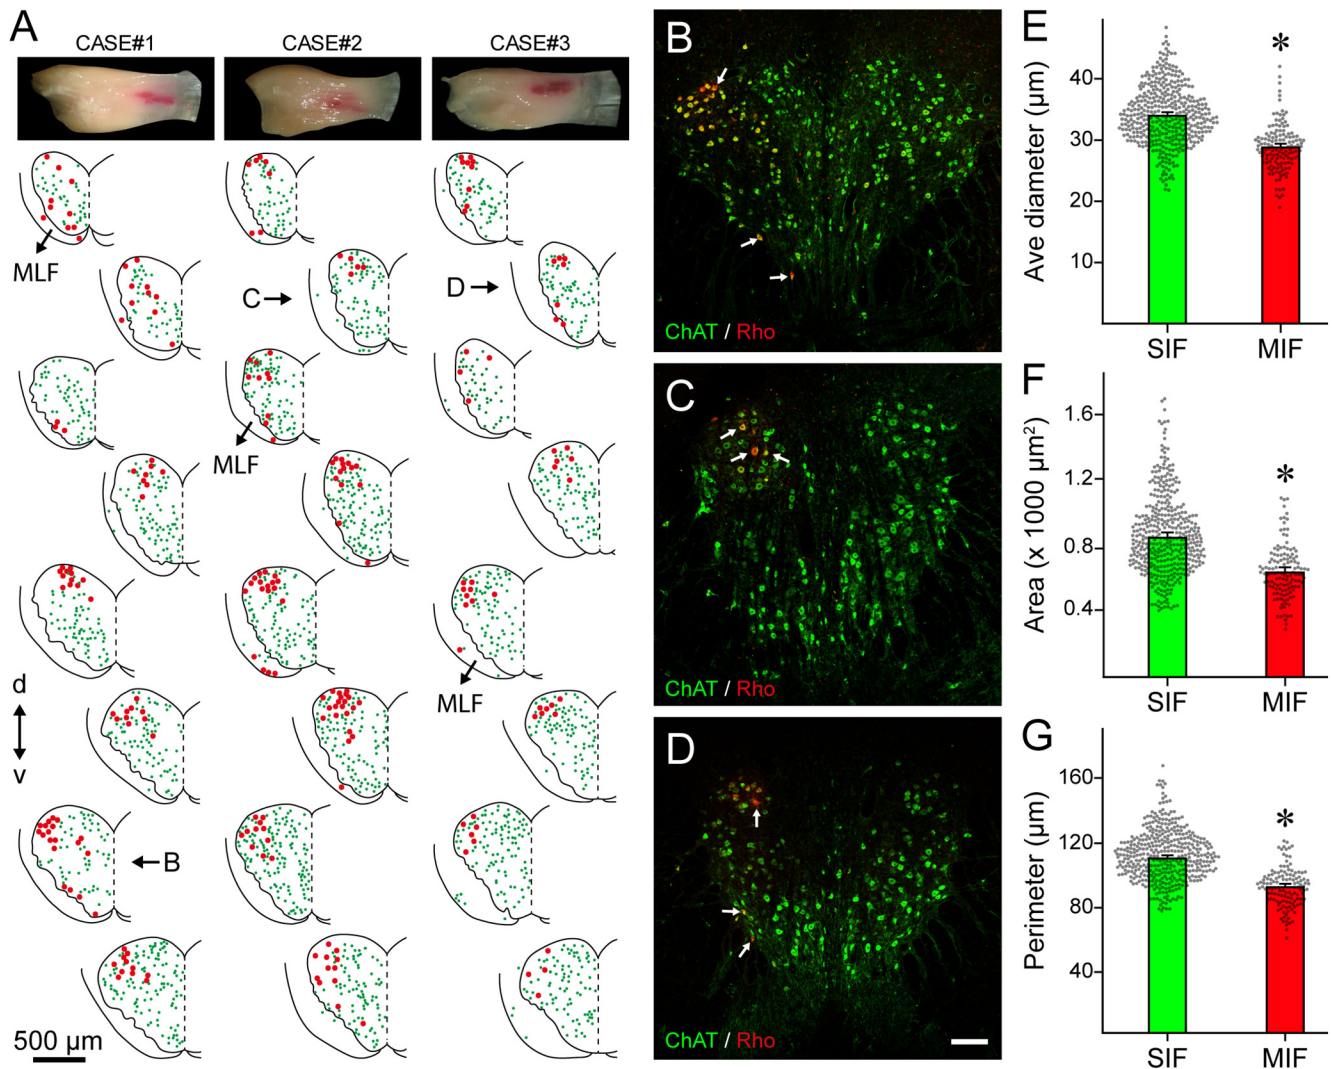 A
CASE#1
CASE#2
CASE#3
MLF
C
D
MLF
MLF
d
v
B
500 µm
B
ChAT / Rho
C
ChAT / Rho
D
ChAT / Rho
E
Ave diameter (µm)
40
30
20
10
*
SIF
MIF
F
Area (x 1000 µm²)
1.6
1.2
0.8
0.4
*
SIF
MIF
G
Perimeter (µm)
160
120
80
40
*
SIF
MIF